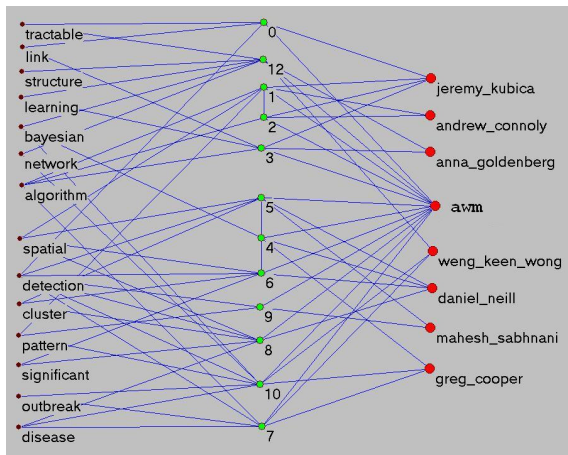 tractable
link
structure
learning
bayesian
network
algorithm
spatial
detection
cluster
pattern
significant
outbreak
disease
0
12
1
2
3
5
4
6
9
8
10
7
jeremy_kubica
andrew_connoly
anna_goldenberg
awm
weng_keen_wong
daniel_neill
mahesh_sabhnani
greg_cooper